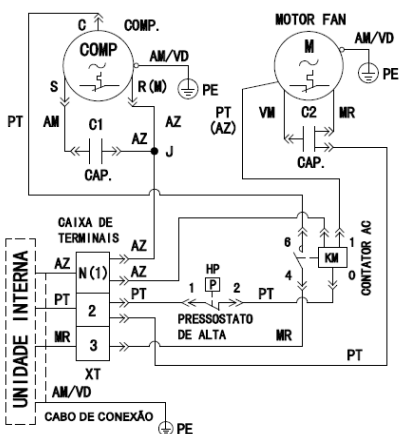 C
COMP.
MOTOR FAN
COMP
M
AM/VD
PE
AM/VD
PE
S
R(M)
PT
AM
C1
AZ
AZ
J
CAP.
PT
(AZ)
VM
C2
MR
CAP.
CAIXA DE
TERMINAIS
AZ
AZ
UNIDADE INTERNA
AZ
N(1)
PT
2
PT
MR
3
XT
HP
P
1
2
PT
PRESSOSTATO
DE ALTA
MR
6
4
KM
1
0
CONTATOR AC
PT
AM/VD
CABO DE CONEXÃO
PE